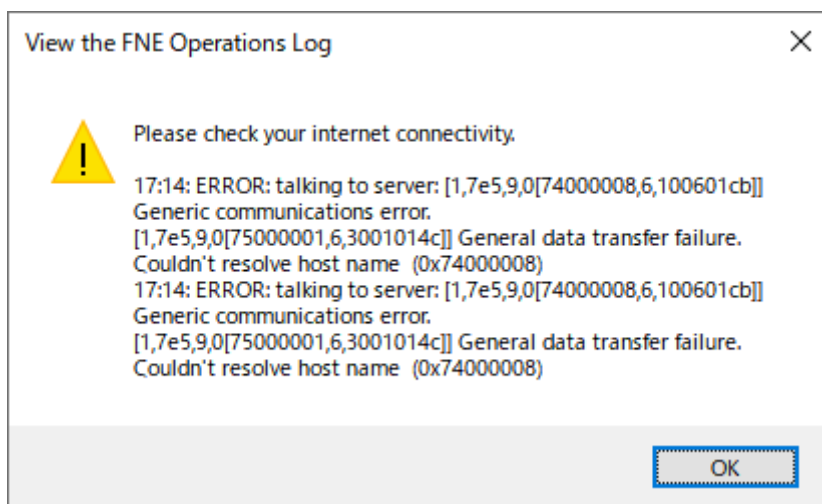 View the FNE Operations Log
Please check your internet connectivity.
17:14: ERROR: talking to server: [1,7e5,9,0[74000008,6,100601cb]]
Generic communications error.
[1,7e5,9,0[75000001,6,3001014c]] General data transfer failure.
Couldn't resolve host name  (0x74000008)
17:14: ERROR: talking to server: [1,7e5,9,0[74000008,6,100601cb]]
Generic communications error.
[1,7e5,9,0[75000001,6,3001014c]] General data transfer failure.
Couldn't resolve host name  (0x74000008)
OK